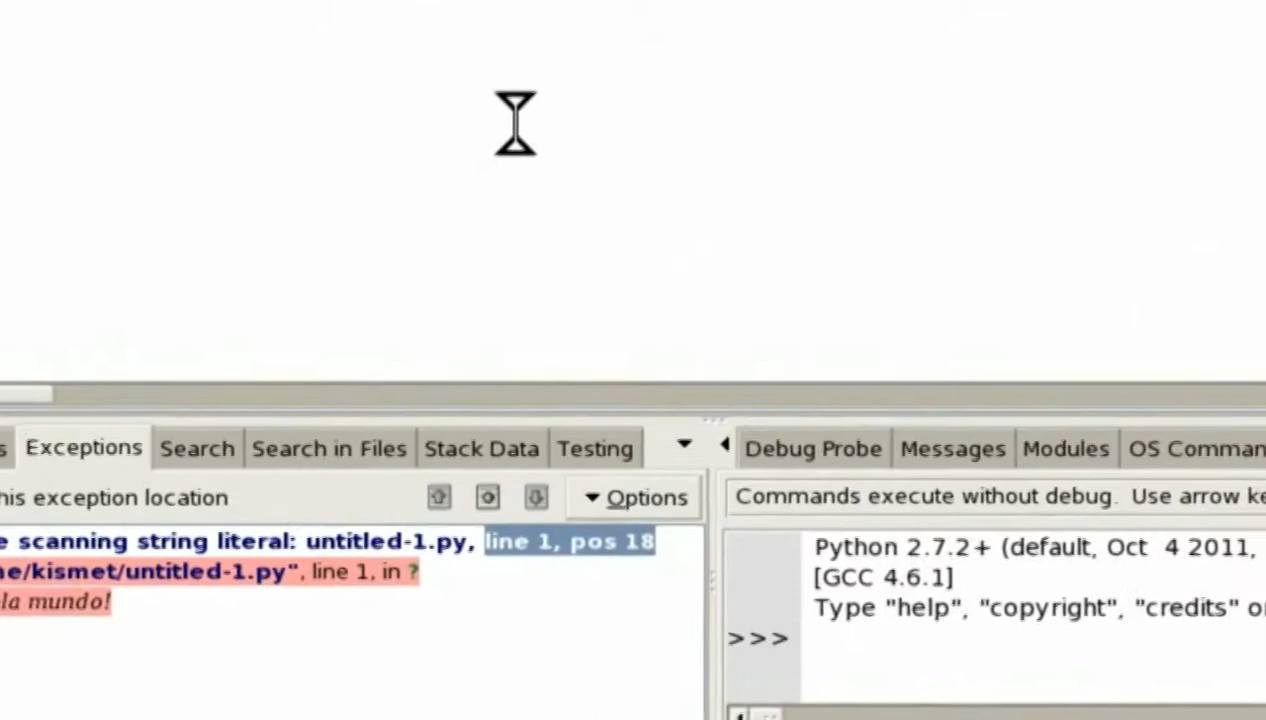 s Exceptions Search Search in Files Stack Data Testing
his exception location Options
e scanning string literal: untitled-1.py, line 1, pos 18
ne/kismet/untitled-1.py", line 1, in ?
la mundo!
Debug Probe Messages Modules OS Comman
Commands execute without debug. Use arrow ke
Python 2.7.2+ (default, Oct 4 2011,
[GCC 4.6.1]
Type "help", "copyright", "credits" or
>>>